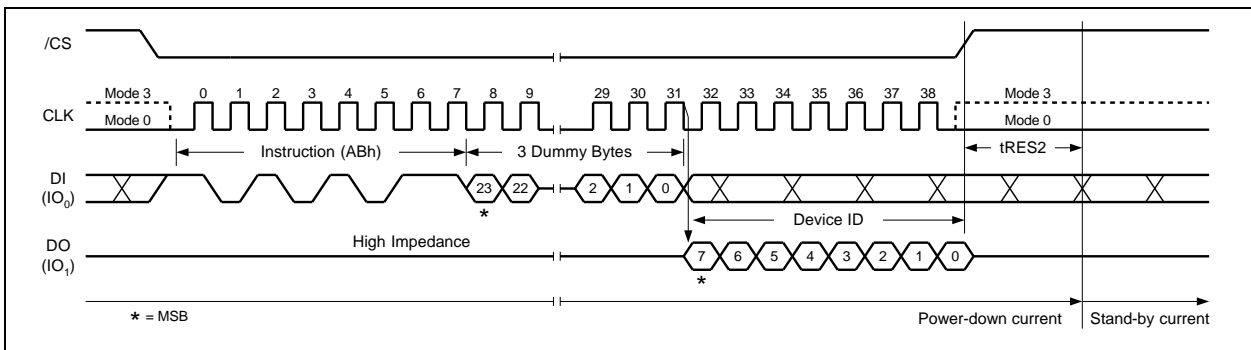 /CS
Mode 3 0 1 2 3 4 5 6 7 8 9 29 30 31 32 33 34 35 36 37 38 Mode 3
CLK
Mode 0 Mode 0
Instruction (ABh) 3 Dummy Bytes tRES2
DI
(IO0)
23 22 2 1 0
*
Device ID
High Impedance
DO
(IO1)
7 6 5 4 3 2 1 0
*
* = MSB
Power-down current Stand-by current